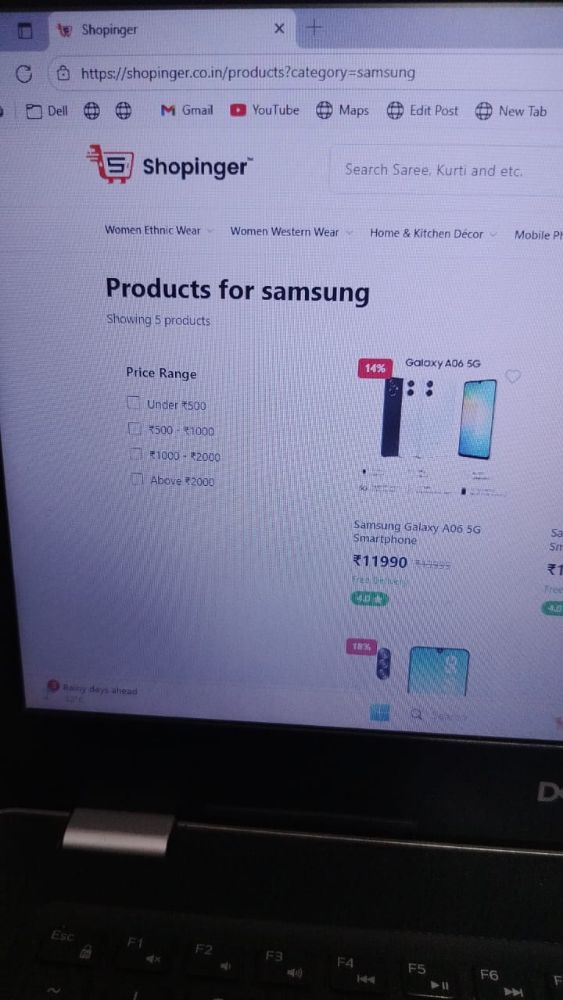 Shopinger
https://shopinger.co.in/products?category=samsung
Dell
Gmail
YouTube
Maps
Edit Post
New Tab
S Shopinger™
Search Saree, Kurti and etc.
Women Ethnic Wear
Women Western Wear
Home & Kitchen Décor
Mobile Ph
Products for samsung
Showing 5 products
Price Range
Under ₹500
₹500 - ₹1000
₹1000 - ₹2000
Above ₹2000
14%
Galaxy A06 5G
Samsung Galaxy A06 5G
Smartphone
₹11990
Free Delivery
4.0 ★
Sa
Sm
₹1
Free
4.0
18%
5G
Rainy days ahead
Search
D
Esc
F1
F2
F3
F4
F5
F6
F
~
!